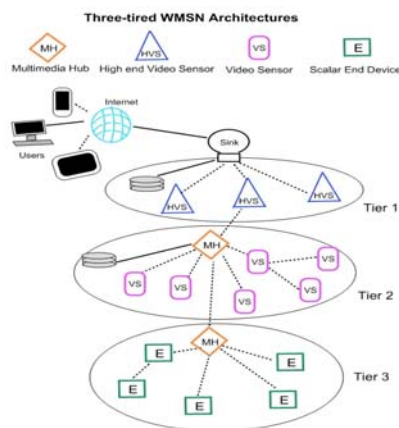 Three-tired WMSN Architectures
MH HVS VS E
Multimedia Hub High end Video Sensor Video Sensor Scalar End Device
Internet
Sink
Users
HVS HVS HVS
Tier 1
MH
VS VS
VS VS VS VS
Tier 2
MH
E E
E E E
Tier 3